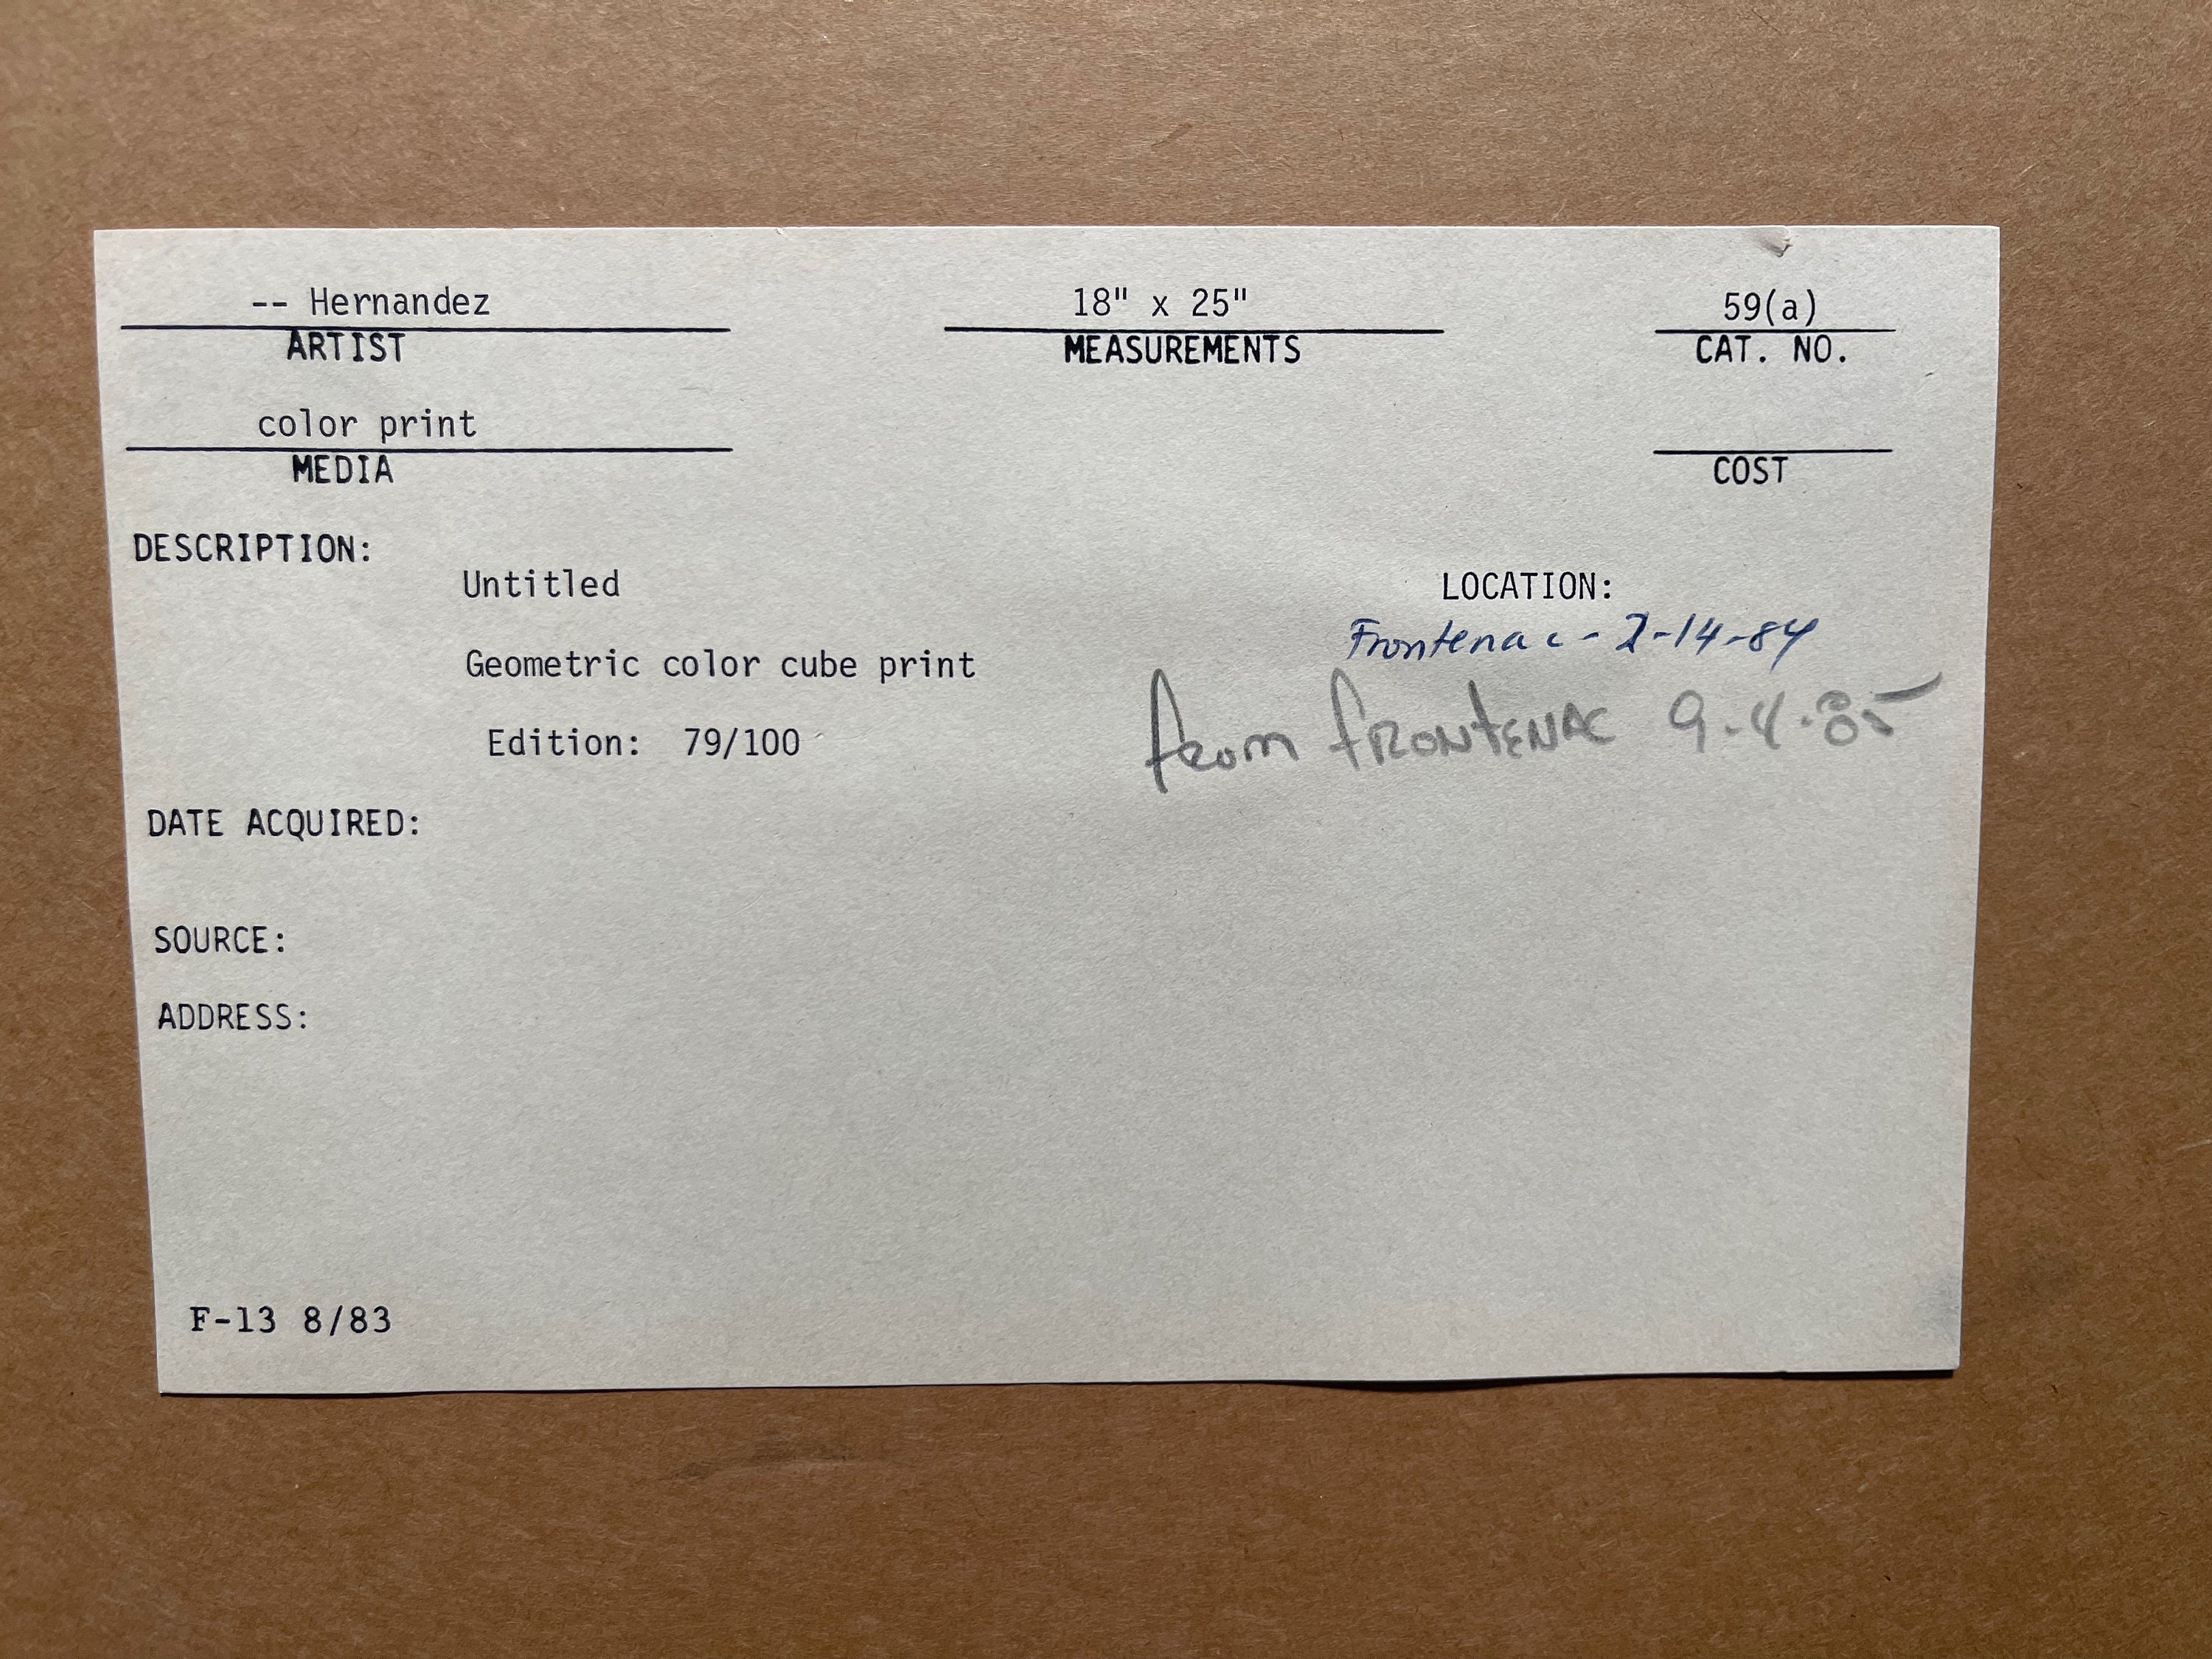 -- Hernandez 18" x 25" 59(a)
ARTIST MEASUREMENTS CAT. NO.
color print
MEDIA COST
DESCRIPTION:
Untitled LOCATION:
Frontenac - 2-14-84
Geometric color cube print
from frontenac 9-4-85
Edition: 79/100
DATE ACQUIRED:
SOURCE:
ADDRESS:
F-13 8/83